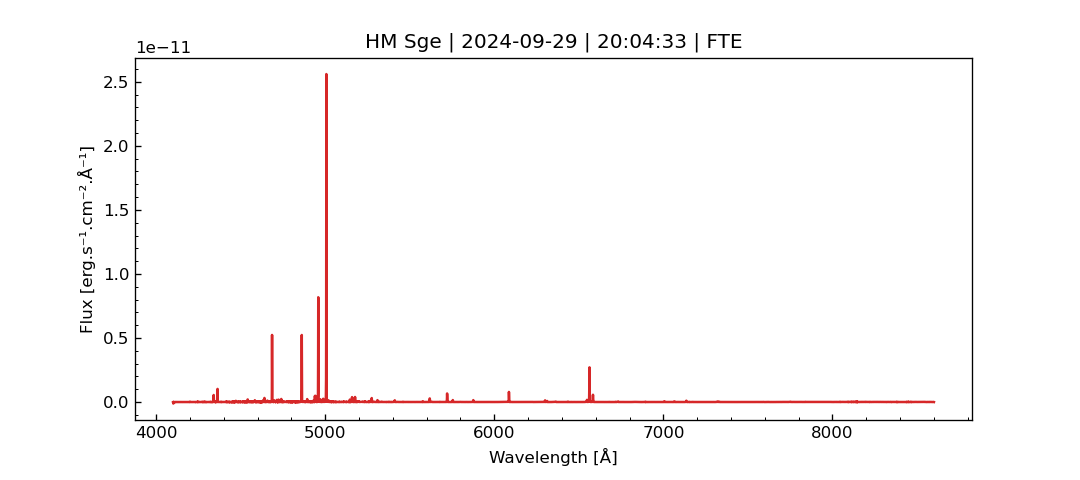 HM Sge | 2024-09-29 | 20:04:33 | FTE
1e−11
2.5
2.0
1.5
1.0
0.5
0.0
Flux [erg.s⁻¹.cm⁻².Å⁻¹]
4000 5000 6000 7000 8000
Wavelength [Å]